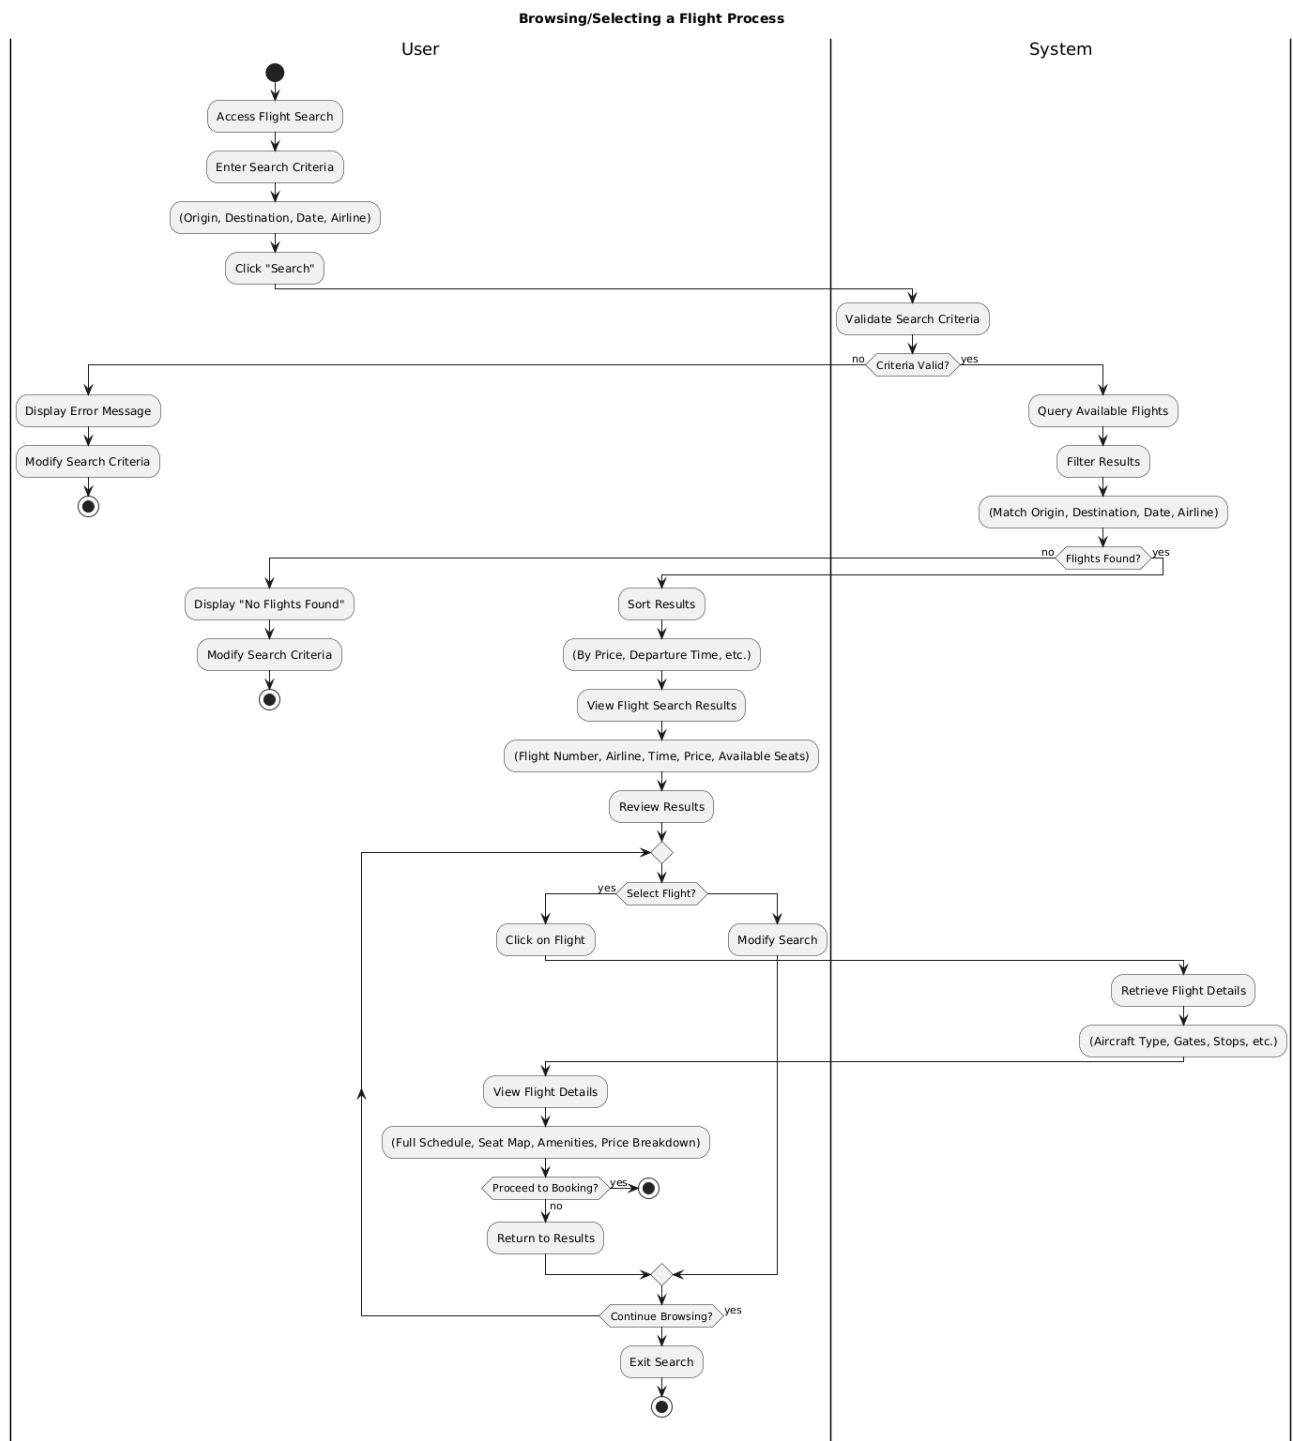 Browsing/Selecting a Flight Process
User
System
Access Flight Search
Enter Search Criteria
(Origin, Destination, Date, Airline)
Click "Search"
Validate Search Criteria
no
Criteria Valid?
yes
Display Error Message
Query Available Flights
Modify Search Criteria
Filter Results
(Match Origin, Destination, Date, Airline)
no
Flights Found?
yes
Display "No Flights Found"
Sort Results
Modify Search Criteria
(By Price, Departure Time, etc.)
View Flight Search Results
(Flight Number, Airline, Time, Price, Available Seats)
Review Results
yes
Select Flight?
Click on Flight
Modify Search
Retrieve Flight Details
(Aircraft Type, Gates, Stops, etc.)
View Flight Details
(Full Schedule, Seat Map, Amenities, Price Breakdown)
Proceed to Booking?
yes
no
Return to Results
Continue Browsing?
yes
Exit Search